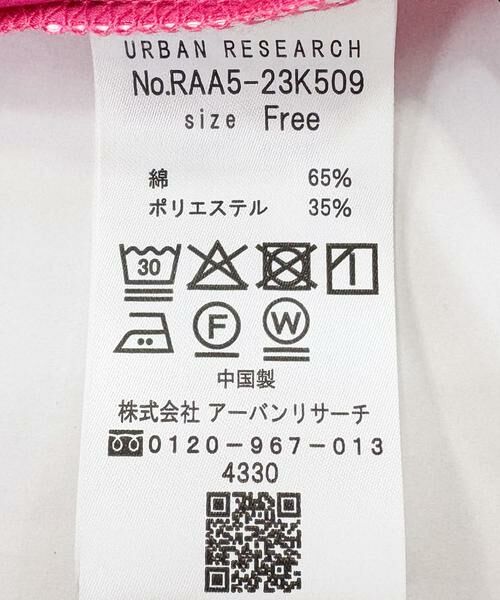 URBAN RESEARCH
No.RAA5-23K509
size Free
綿 65%
ポリエステル 35%
30
F W
中国製
株式会社 アーバンリサーチ
0120-967-013
4330